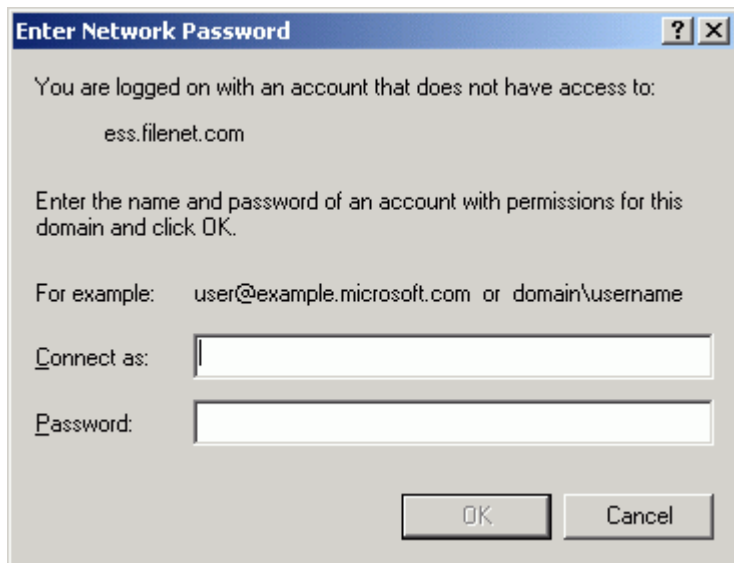 Enter Network Password
You are logged on with an account that does not have access to:
ess.filenet.com
Enter the name and password of an account with permissions for this
domain and click OK.
For example: user@example.microsoft.com or domain\username
Connect as:
Password:
OK Cancel